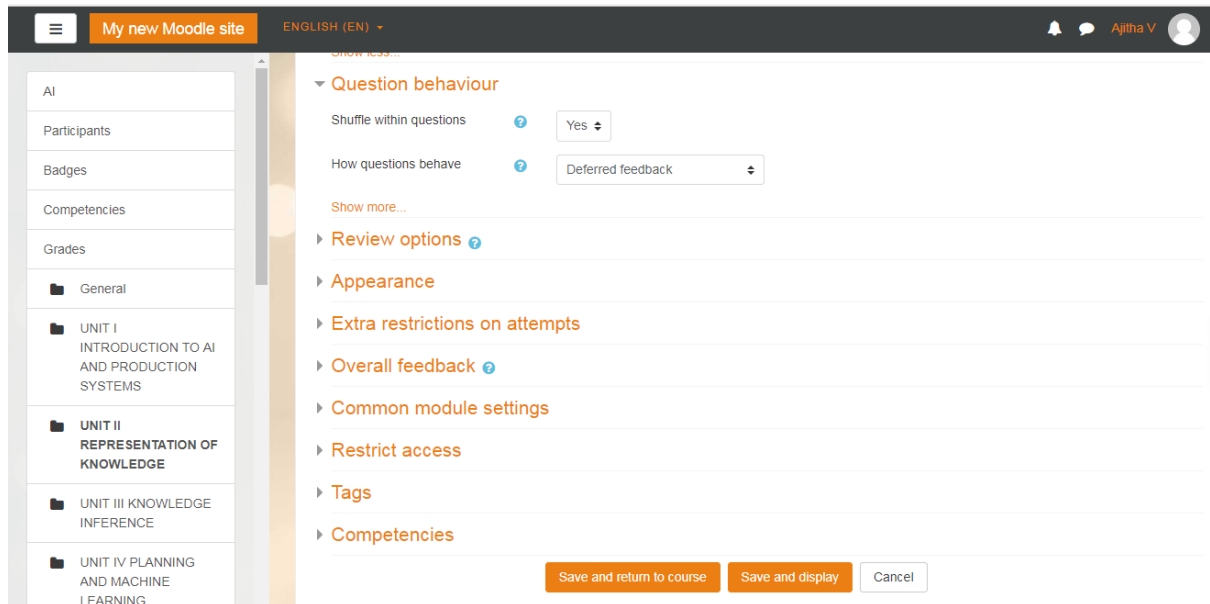 My new Moodle site
ENGLISH (EN)
Ajitha V
AI
Participants
Badges
Competencies
Grades
General
UNIT I
INTRODUCTION TO AI
AND PRODUCTION
SYSTEMS
UNIT II
REPRESENTATION OF
KNOWLEDGE
UNIT III KNOWLEDGE
INFERENCE
UNIT IV PLANNING
AND MACHINE
LEARNING
Show less...
Question behaviour
Shuffle within questions
Yes
How questions behave
Deferred feedback
Show more...
Review options
Appearance
Extra restrictions on attempts
Overall feedback
Common module settings
Restrict access
Tags
Competencies
Save and return to course
Save and display
Cancel